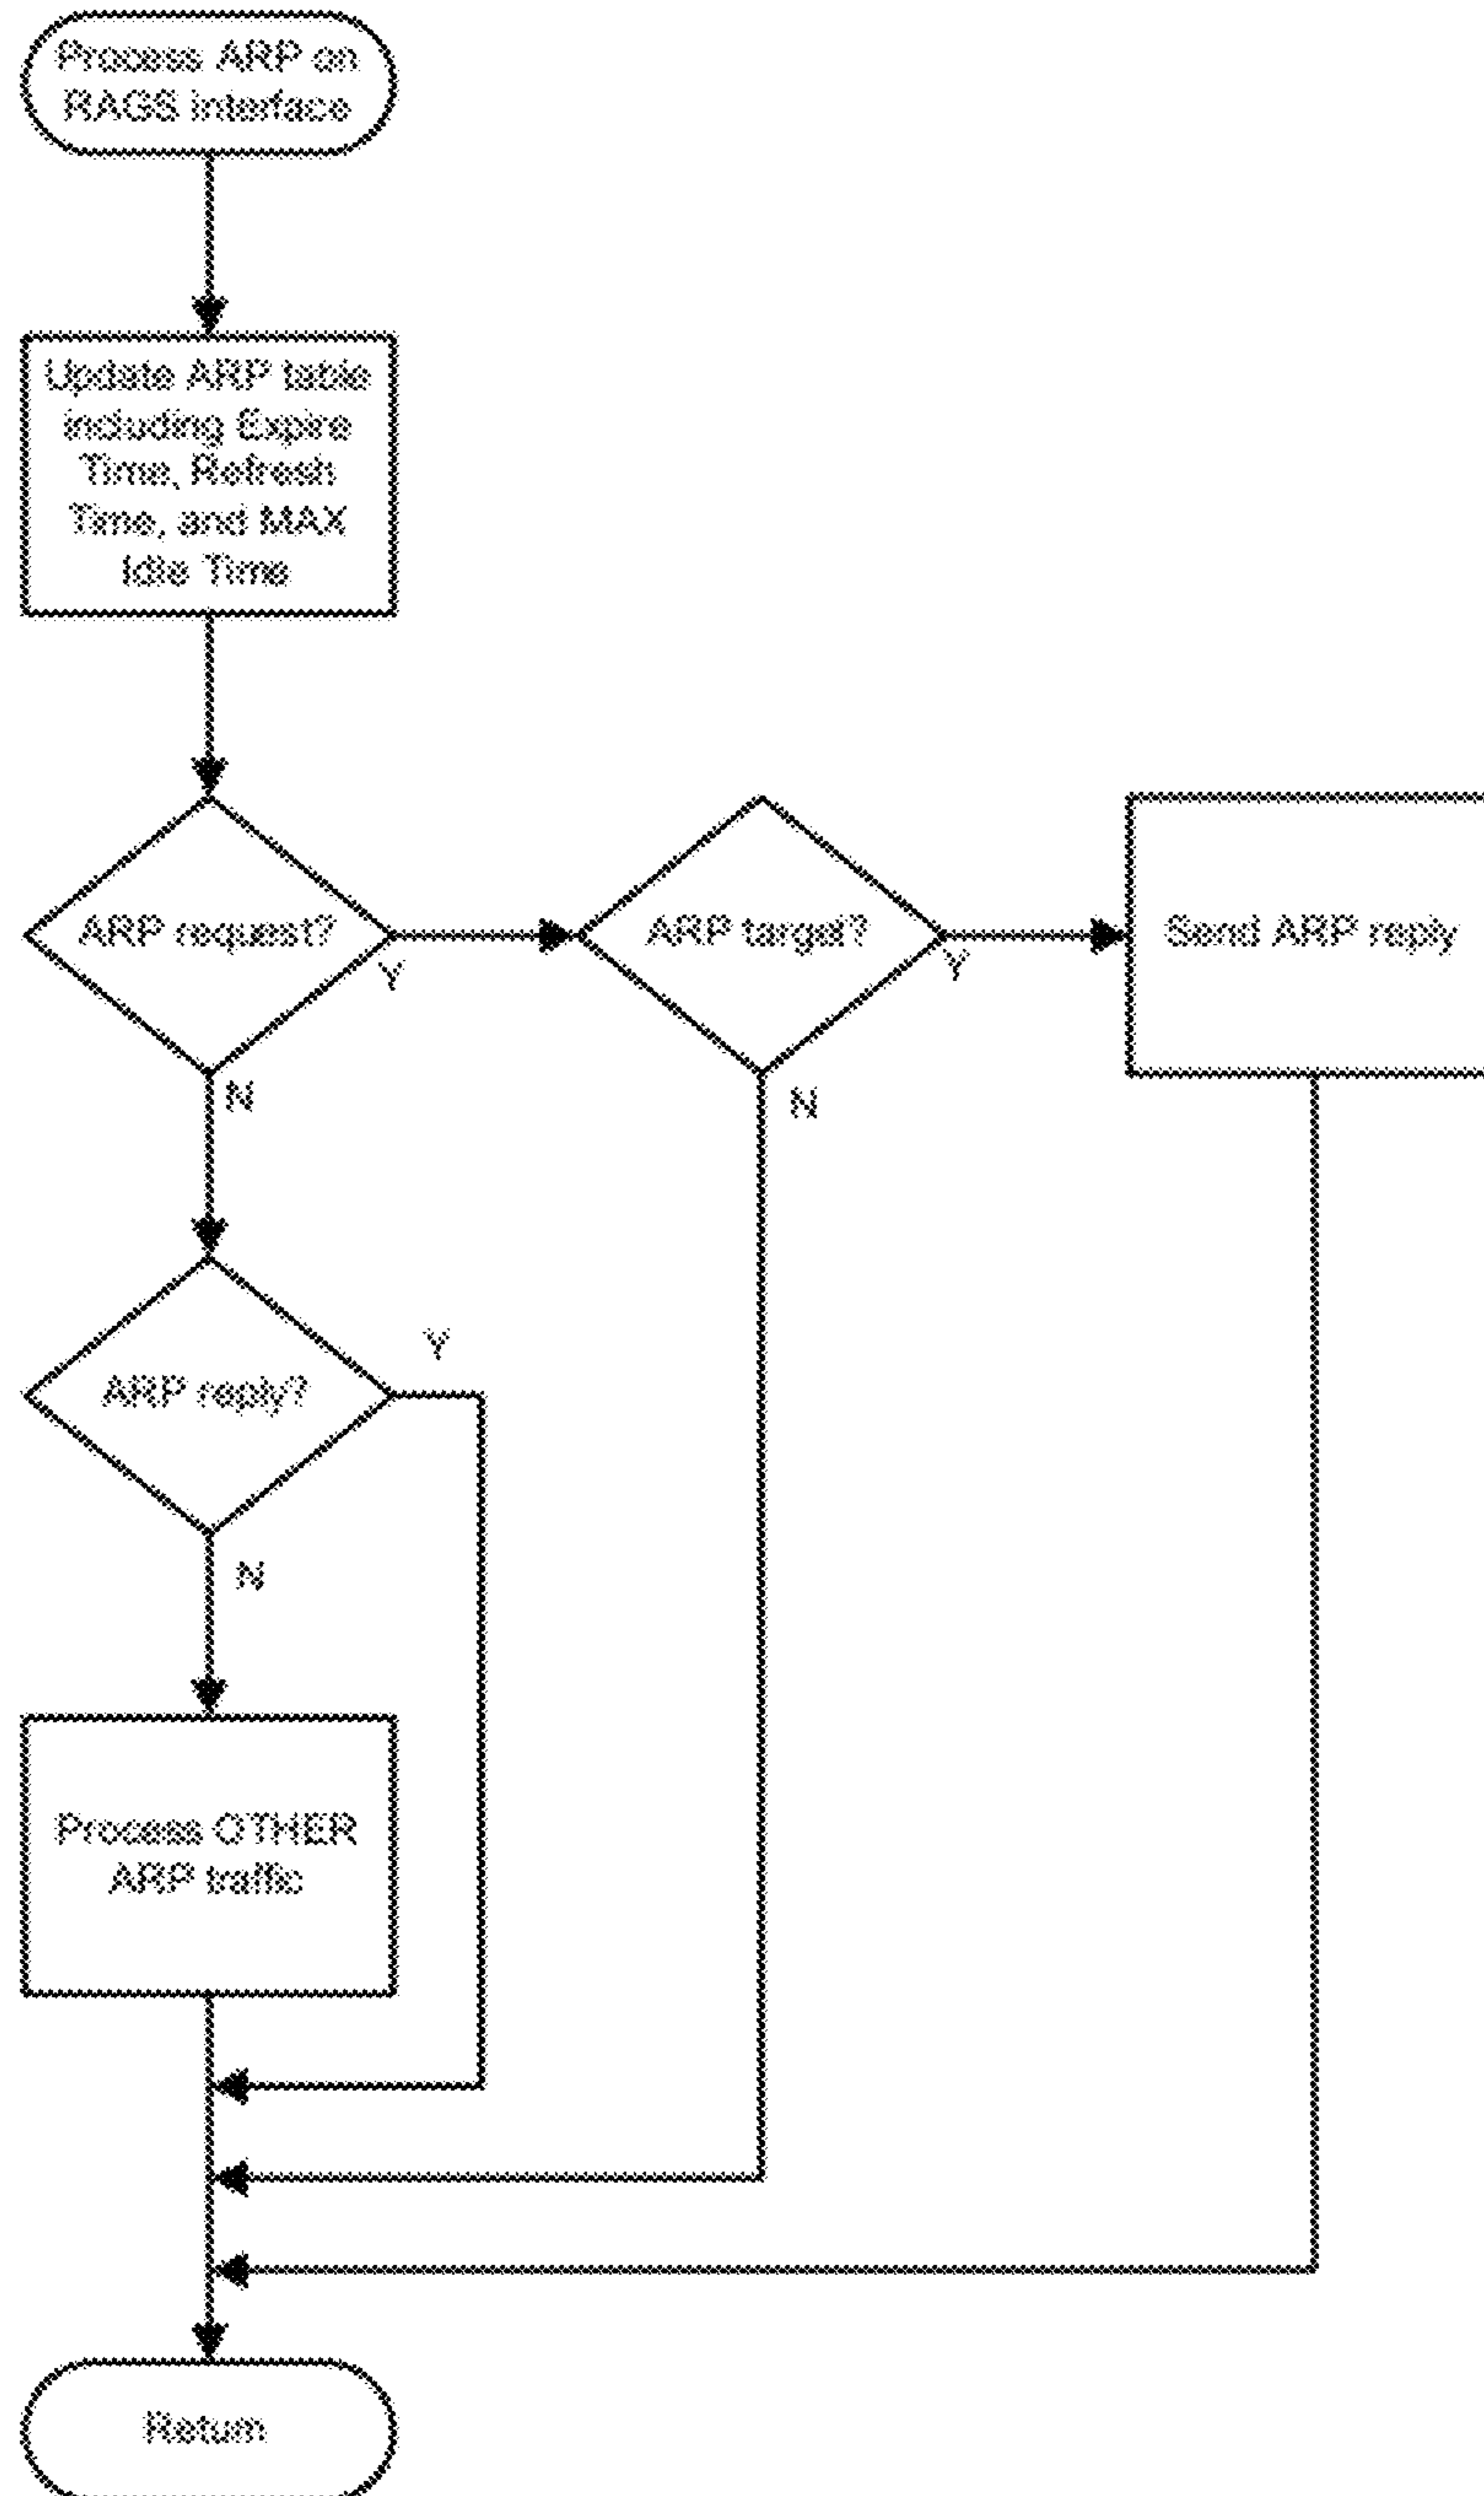 Process ARP on
RAGS interface
Update ARP table
including Expire
Time, Refresh
Time, and MAX
Idle Time
ARP request?
Y
ARP target?
Y
Send ARP reply
N
N
ARP reply?
Y
N
Process OTHER
ARP traffic
Return